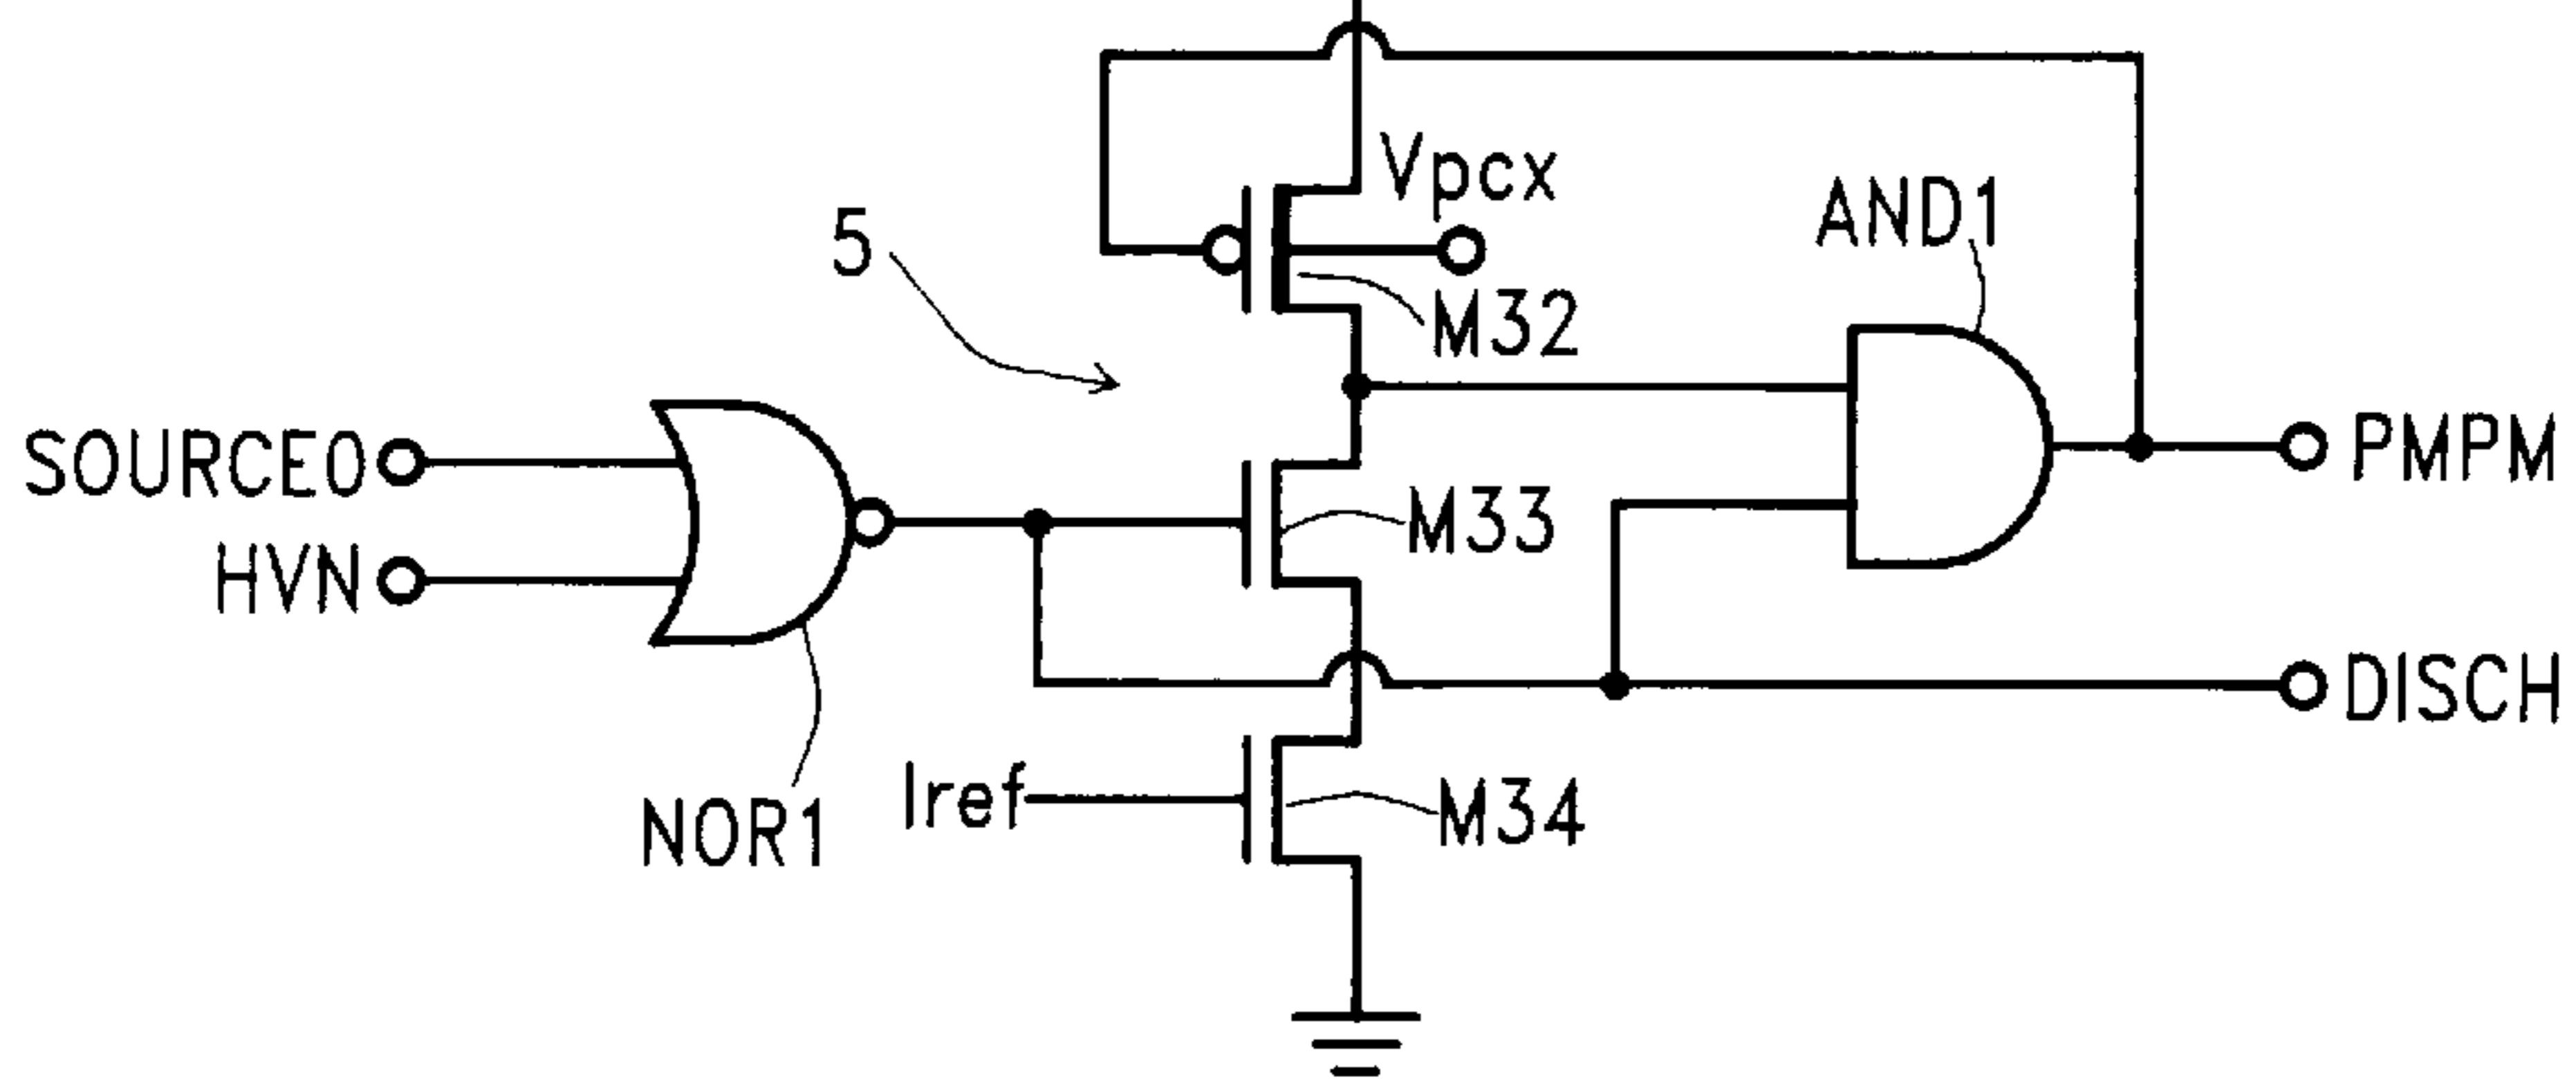 Vpcx
AND1
5
M32
SOURCE0
PMPM
M33
HVN
DISCH
Iref
M34
NOR1